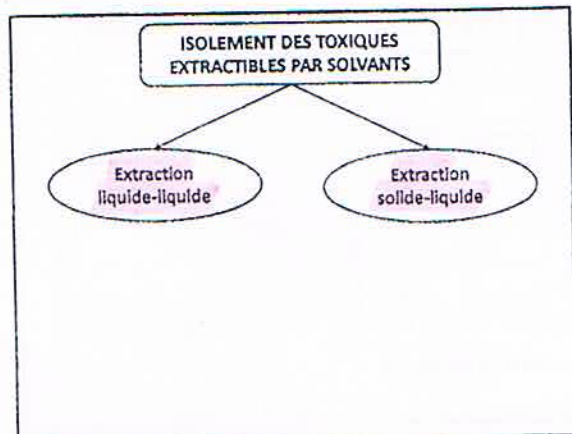 ISOLEMENT DES TOXIQUES
EXTRACTIBLES PAR SOLVANTS
Extraction
liquide-liquide
Extraction
solide-liquide